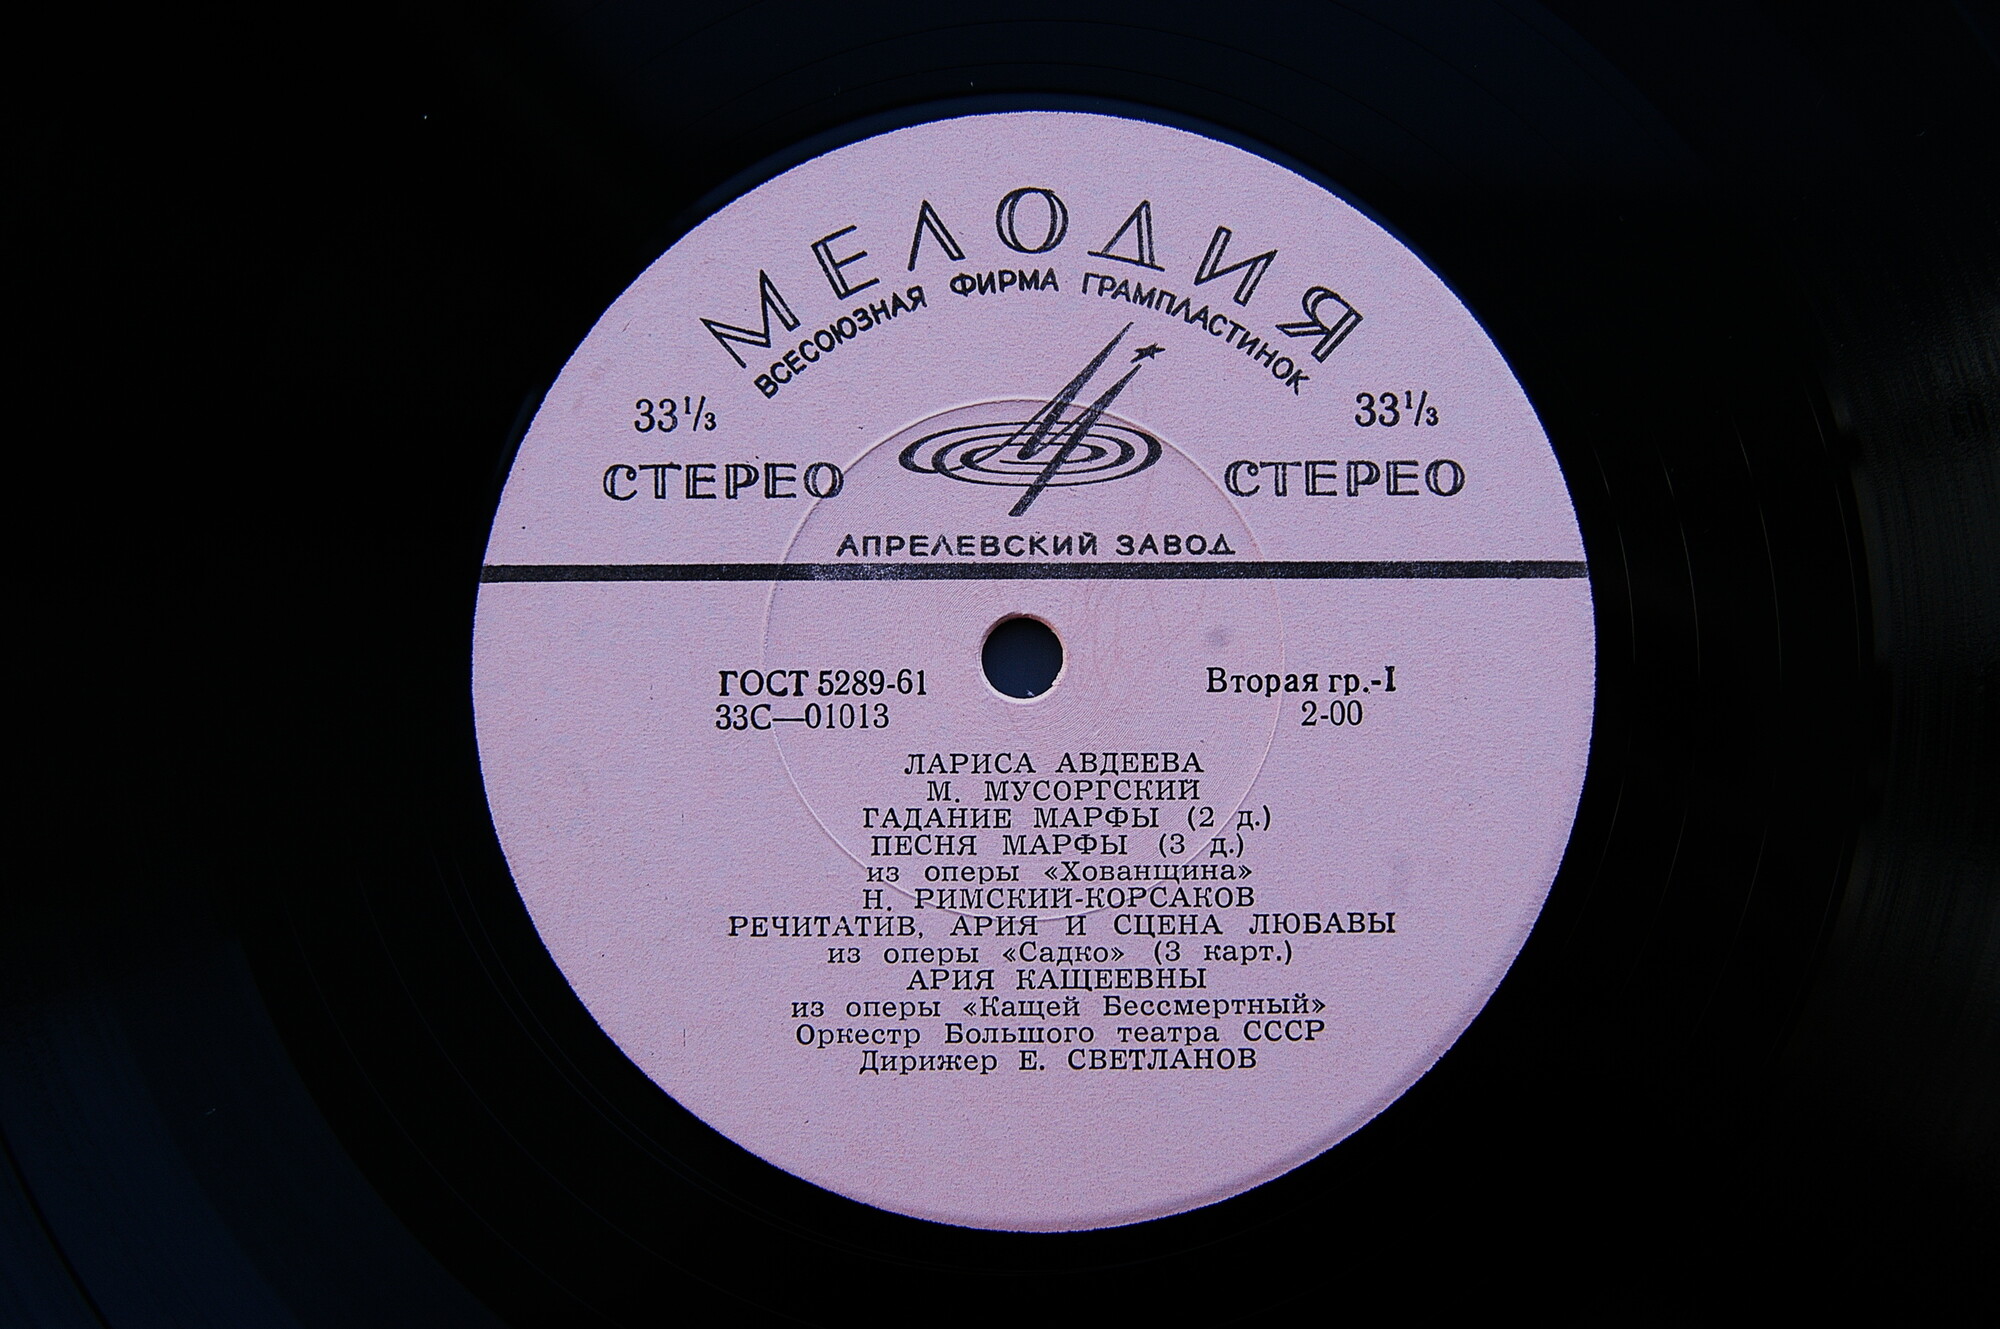 МЕЛОДИЯ
ВСЕСОЮЗНАЯ ФИРМА ГРАМПЛАСТИНОК
33⅓ 33⅓
СТЕРЕО СТЕРЕО
АПРЕЛЕВСКИЙ ЗАВОД
ГОСТ 5289-61 Вторая гр.-I
33С—01013 2-00
ЛАРИСА АВДЕЕВА
М. МУСОРГСКИЙ
ГАДАНИЕ МАРФЫ (2 д.)
ПЕСНЯ МАРФЫ (3 д.)
из оперы «Хованщина»
Н. РИМСКИЙ-КОРСАКОВ
РЕЧИТАТИВ, АРИЯ И СЦЕНА ЛЮБАВЫ
из оперы «Садко» (3 карт.)
АРИЯ КАЩЕЕВНЫ
из оперы «Кащей Бессмертный»
Оркестр Большого театра СССР
Дирижер Е. СВЕТЛАНОВ